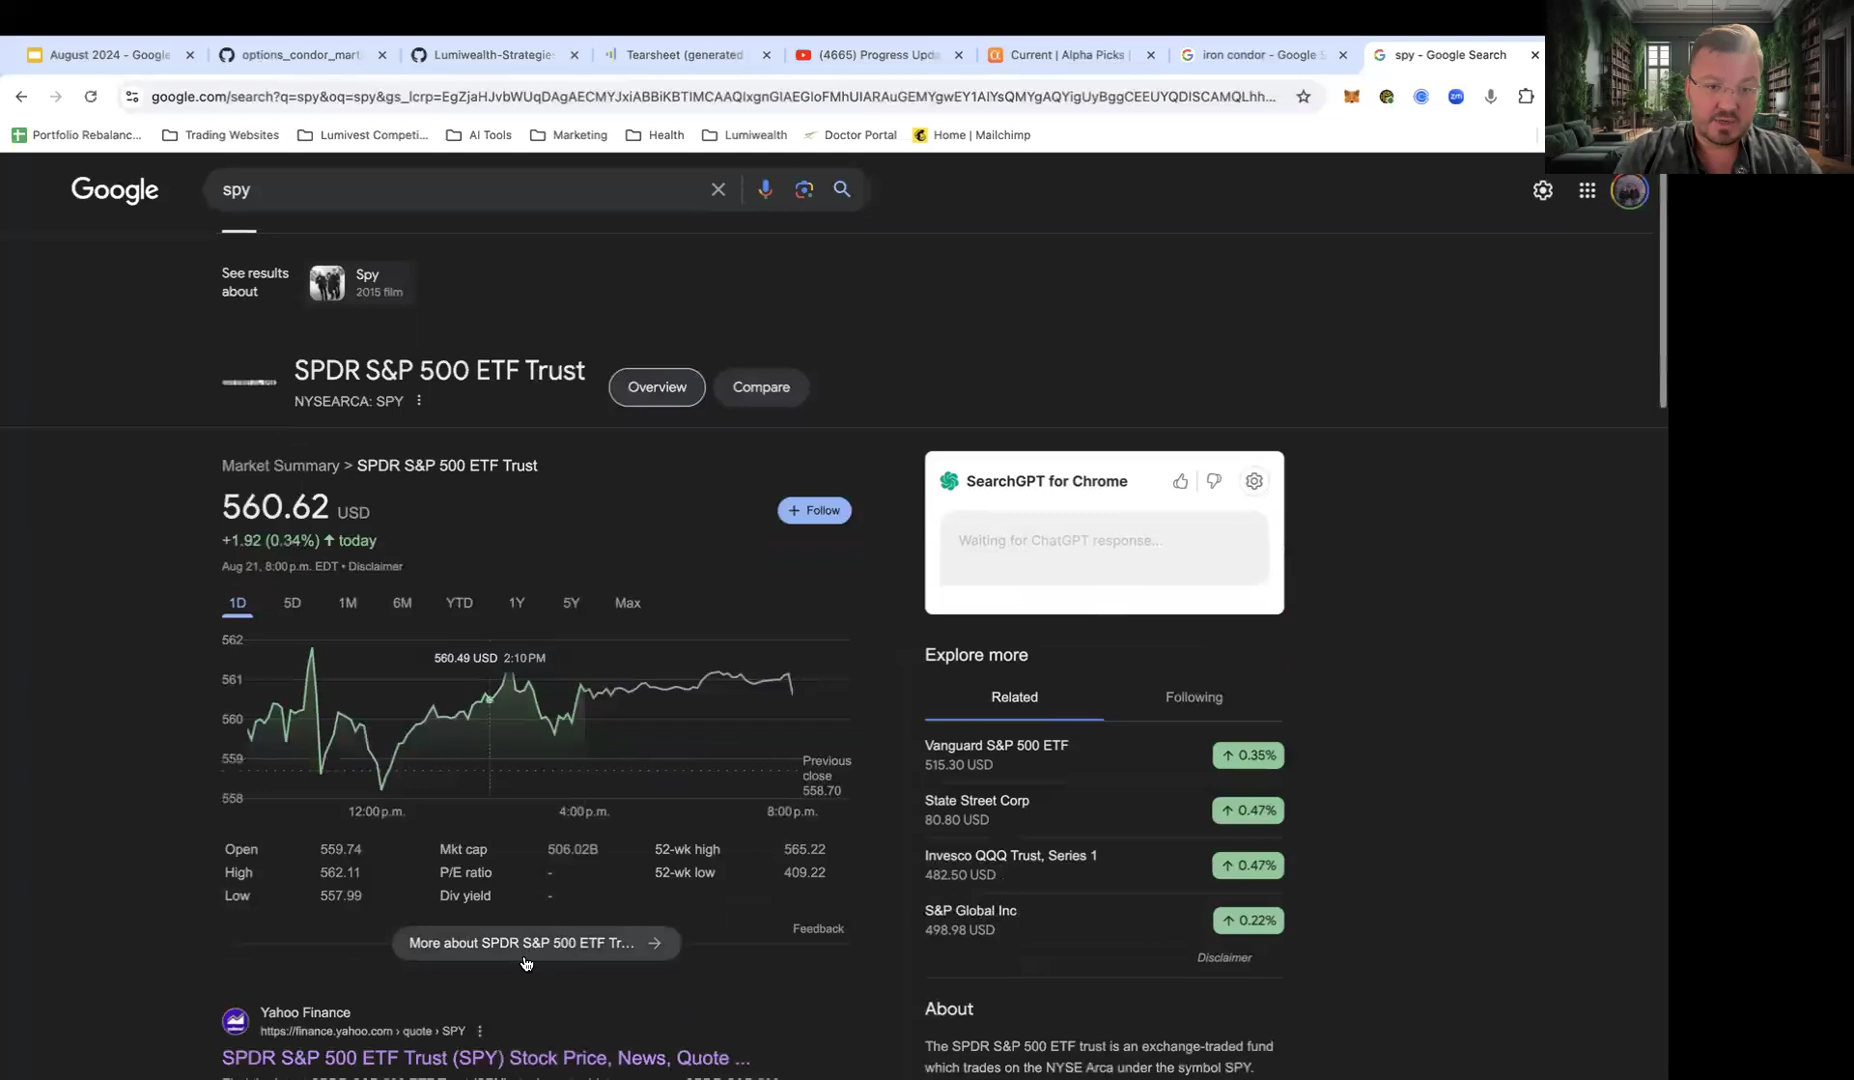 August 2024 - Google
options_condor_mart
Lumiwealth-Strategie
Tearsheet (generated
(4665) Progress Upda
Current | Alpha Picks |
iron condor - Google S
spy - Google Search
google.com/search?q=spy&oq=spy&gs_lcrp=
Portfolio Rebalanc...
Trading Websites
Lumivest Competi...
AI Tools
Marketing
Health
Lumiwealth
Doctor Portal
Home | Mailchimp
Google
spy
See results
about
Spy
2015 film
SPDR S&P 500 ETF Trust
NYSEARCA: SPY
Overview
Compare
Market Summary > SPDR S&P 500 ETF Trust
560.62 USD
+ Follow
+1.92 (0.34%) ↑ today
Aug 21, 8:00 p.m. EDT • Disclaimer
1D 5D 1M 6M YTD 1Y 5Y Max
562
561
560
559
558
560.49 USD 2:10 PM
Previous
close
558.70
12:00 p.m. 4:00 p.m. 8:00 p.m.
Open 559.74 Mkt cap 506.02B 52-wk high 565.22
High 562.11 P/E ratio - 52-wk low 409.22
Low 557.99 Div yield -
Feedback
More about SPDR S&P 500 ETF Tr... →
Yahoo Finance
https://finance.yahoo.com › quote › SPY
SPDR S&P 500 ETF Trust (SPY) Stock Price, News, Quote ...
SearchGPT for Chrome
Waiting for ChatGPT response...
Explore more
Related Following
Vanguard S&P 500 ETF
515.30 USD
↑ 0.35%
State Street Corp
80.80 USD
↑ 0.47%
Invesco QQQ Trust, Series 1
482.50 USD
↑ 0.47%
S&P Global Inc
498.98 USD
↑ 0.22%
Disclaimer
About
The SPDR S&P 500 ETF trust is an exchange-traded fund
which trades on the NYSE Arca under the symbol SPY.